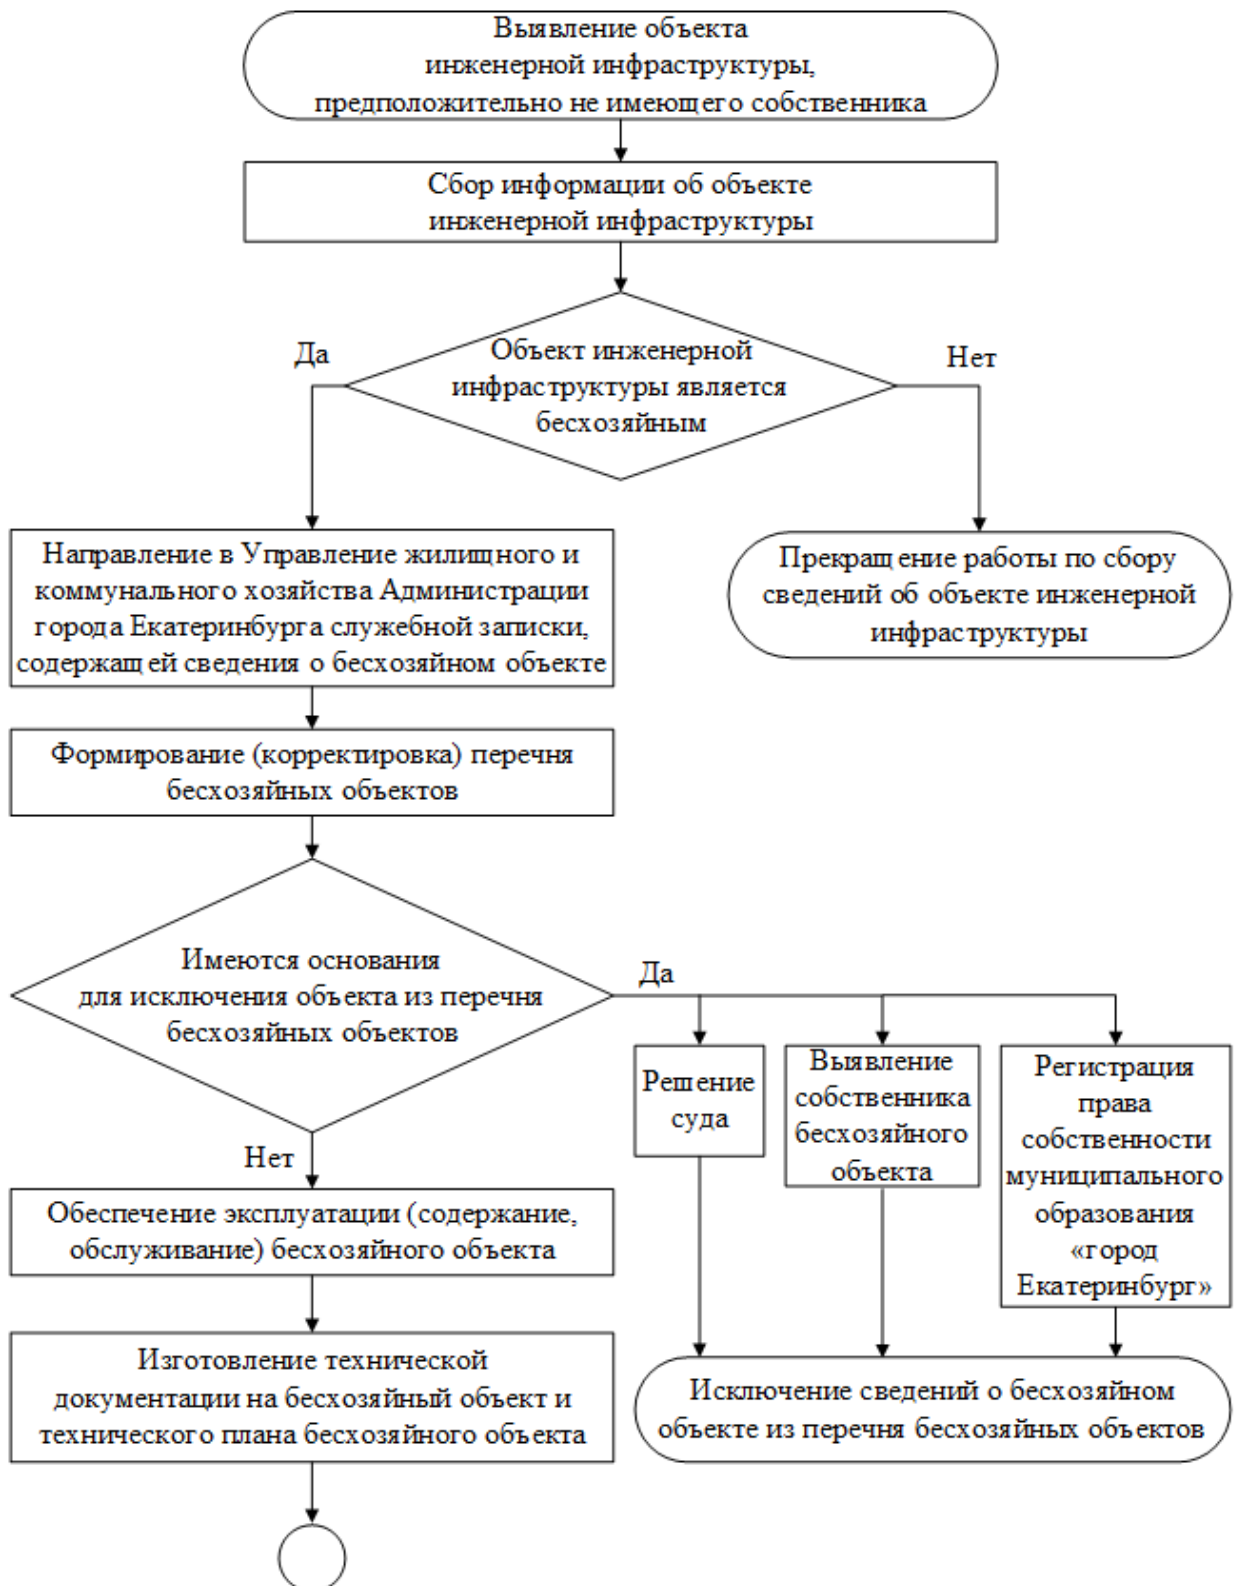 Выявление объекта
инженерной инфраструктуры,
предположительно не имеющего собственника
Сбор информации об объекте
инженерной инфраструктуры
Да
Объект инженерной
инфраструктуры является
бесхозяйным
Нет
Направление в Управление жилищного и
коммунального хозяйства Администрации
города Екатеринбурга служебной записки,
содержащей сведения о бесхозяйном объекте
Прекращение работы по сбору
сведений об объекте инженерной
инфраструктуры
Формирование (корректировка) перечня
бесхозяйных объектов
Имеются основания
для исключения объекта из перечня
бесхозяйных объектов
Да
Решение
суда
Выявление
собственника
бесхозяйного
объекта
Регистрация
права
собственности
муниципального
образования
«город
Екатеринбург»
Нет
Обеспечение эксплуатации (содержание,
обслуживание) бесхозяйного объекта
Изготовление технической
документации на бесхозяйный объект и
технического плана бесхозяйного объекта
Исключение сведений о бесхозяйном
объекте из перечня бесхозяйных объектов